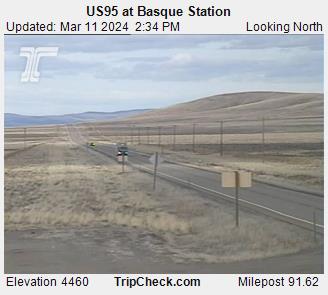 US95 at Basque Station
Updated: Mar 11 2024 2:34 PM Looking North
Elevation 4460 TripCheck.com Milepost 91.62